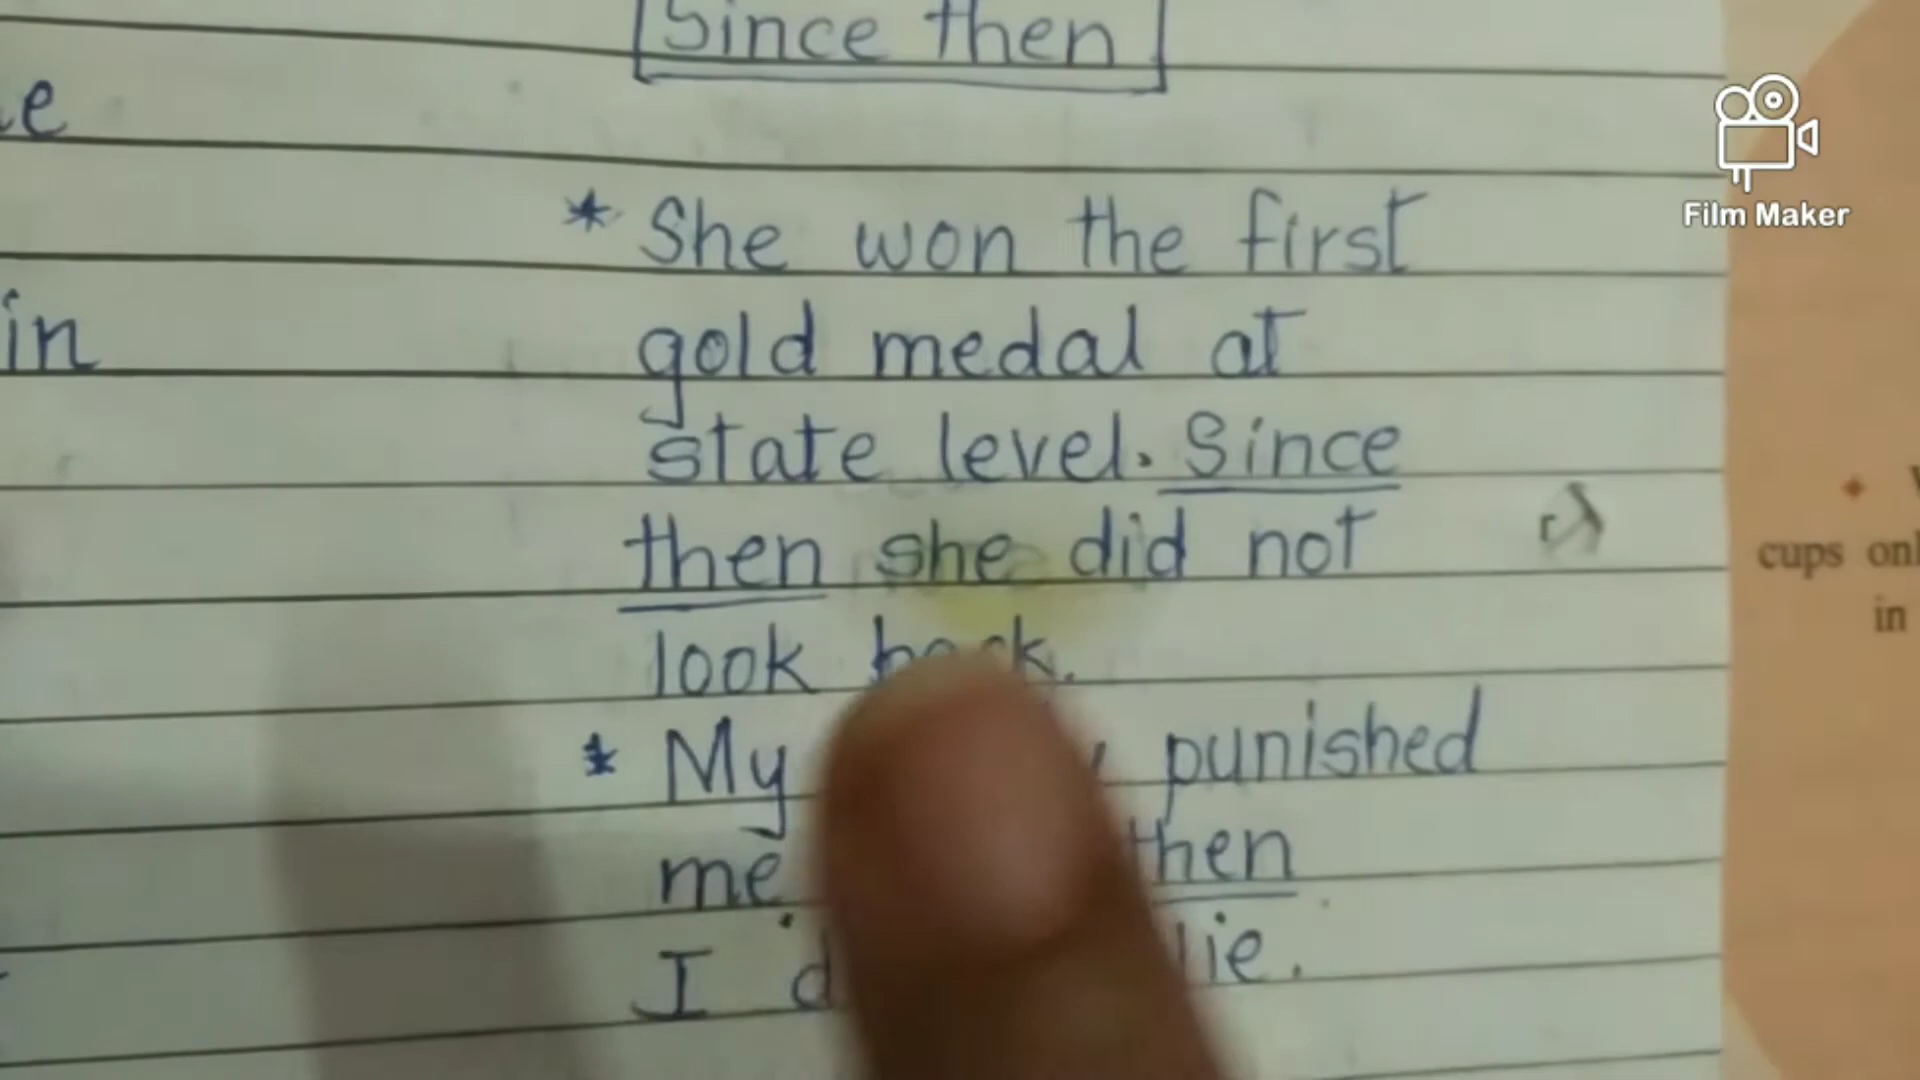 Since then
e
* She won the first
in
gold medal at
state level. Since
then she did not
look back.
* My punished
me then
I lie.
Film Maker
cups
in